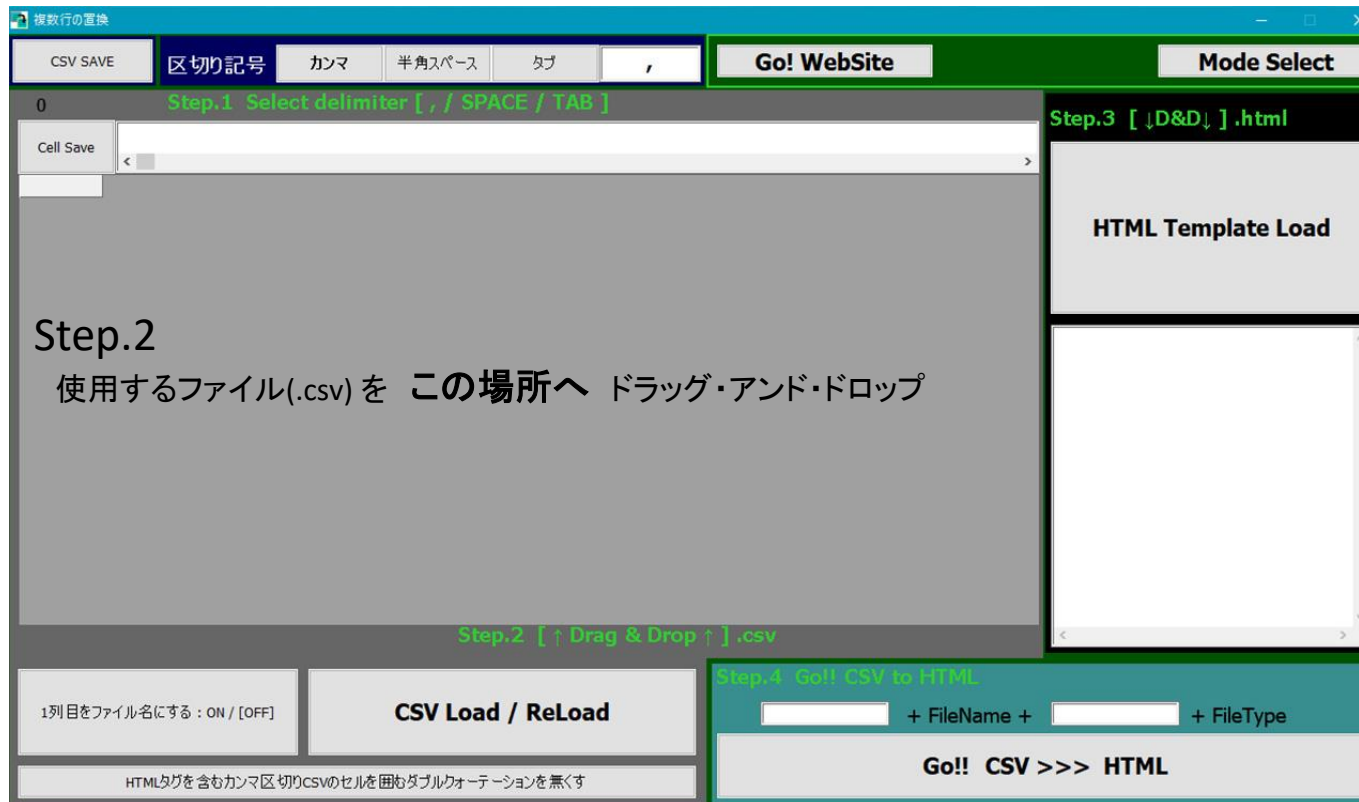 複数行の置換
CSV SAVE
区切り記号
カンマ
半角スペース
タブ
,
Go! WebSite
Mode Select
0
Step.1 Select delimiter [ , / SPACE / TAB ]
Step.3 [ ↓D&D↓ ] .html
Cell Save
HTML Template Load
Step.2
使用するファイル(.csv) を この場所へ ドラッグ・アンド・ドロップ
Step.2 [ ↑ Drag & Drop ↑ ] .csv
Step.4 Go!! CSV to HTML
1列目をファイル名にする : ON / [OFF]
CSV Load / ReLoad
+ FileName +
+ FileType
Go!! CSV >>> HTML
HTMLタグを含むカンマ区切りCSVのセルを囲むダブルクォーテーションを無くす